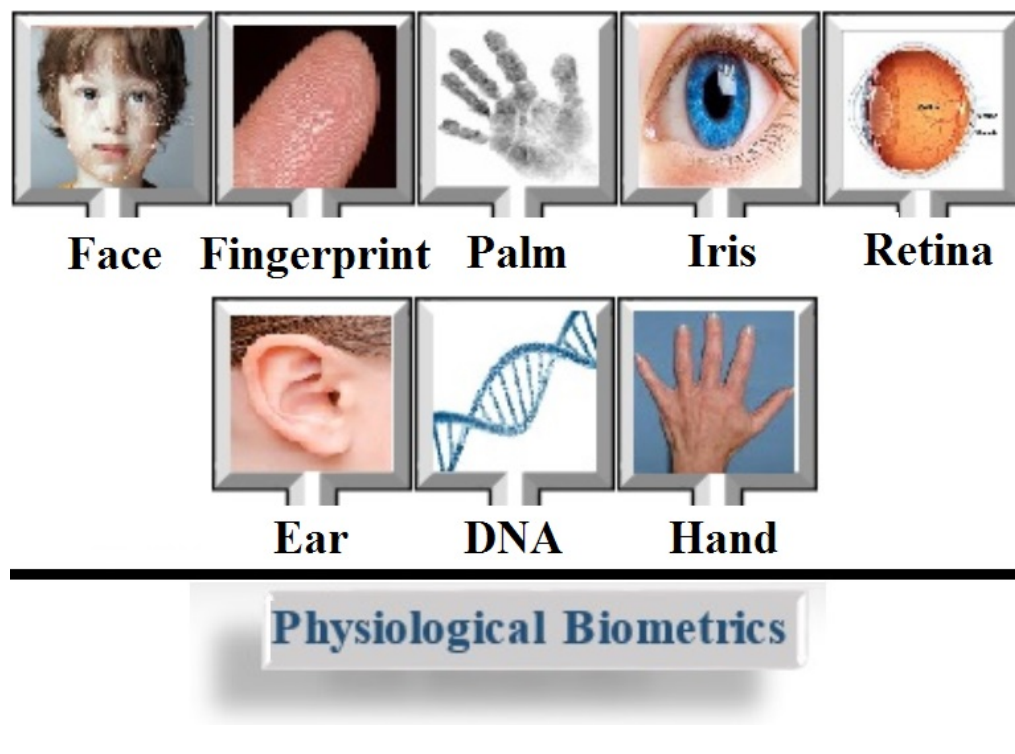 Face Fingerprint Palm Iris Retina
Ear DNA Hand
Physiological Biometrics